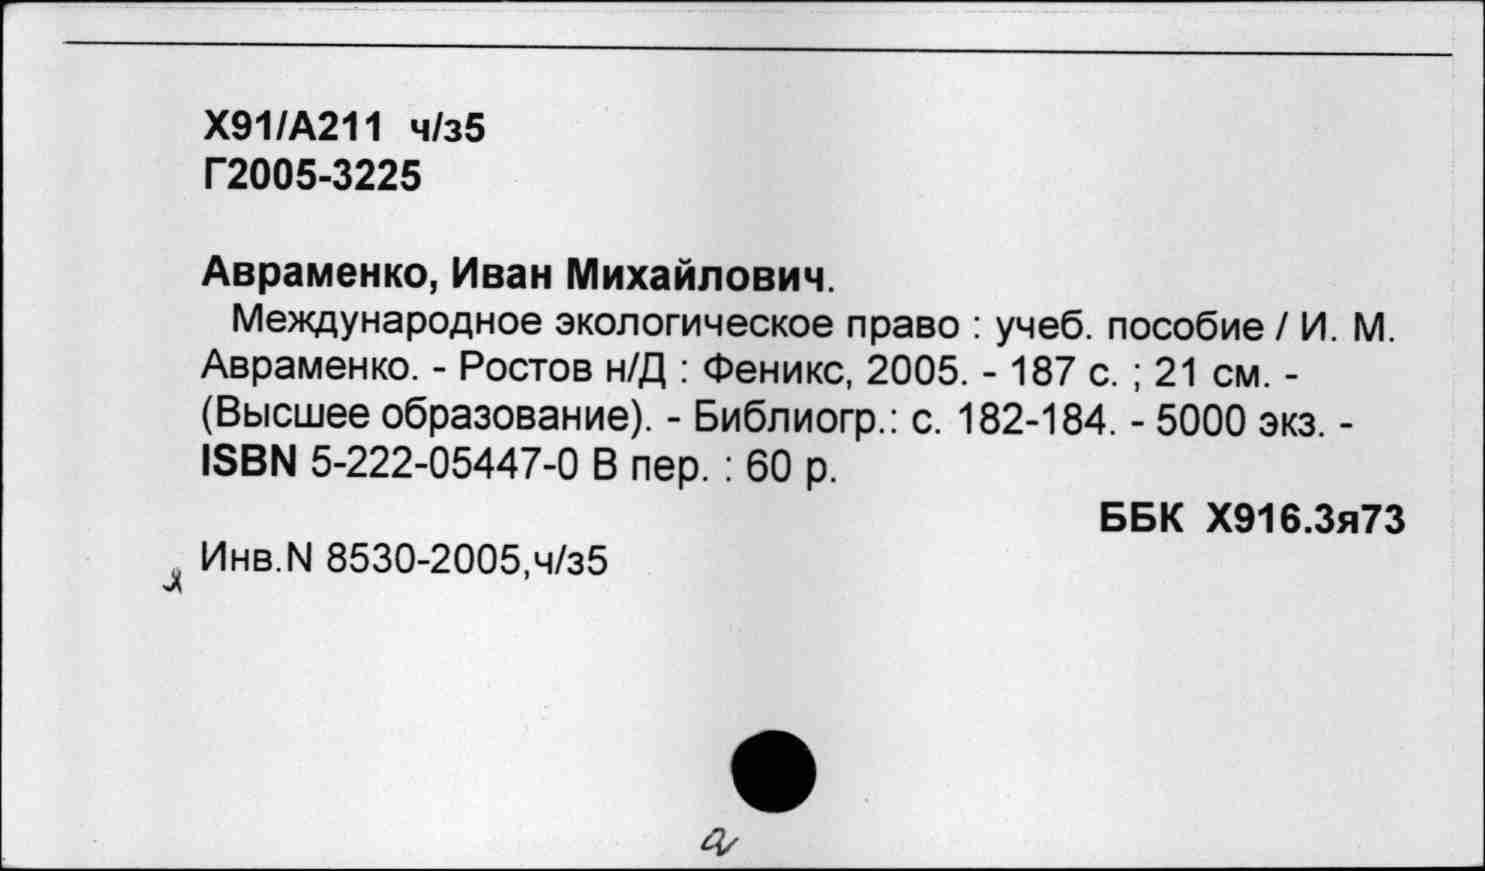 Х91/А211 ч/з5
Г2005-3225
Авраменко, Иван Михайлович.
Международное экологическое право : учеб. пособие / И. М.
Авраменко. - Ростов н/Д : Феникс, 2005. - 187 с. ; 21 см. -
(Высшее образование). - Библиогр.: с. 182-184. - 5000 экз. -
ISBN 5-222-05447-0 В пер. : 60 р.
ББК Х916.3я73
Инв.N 8530-2005,ч/з5